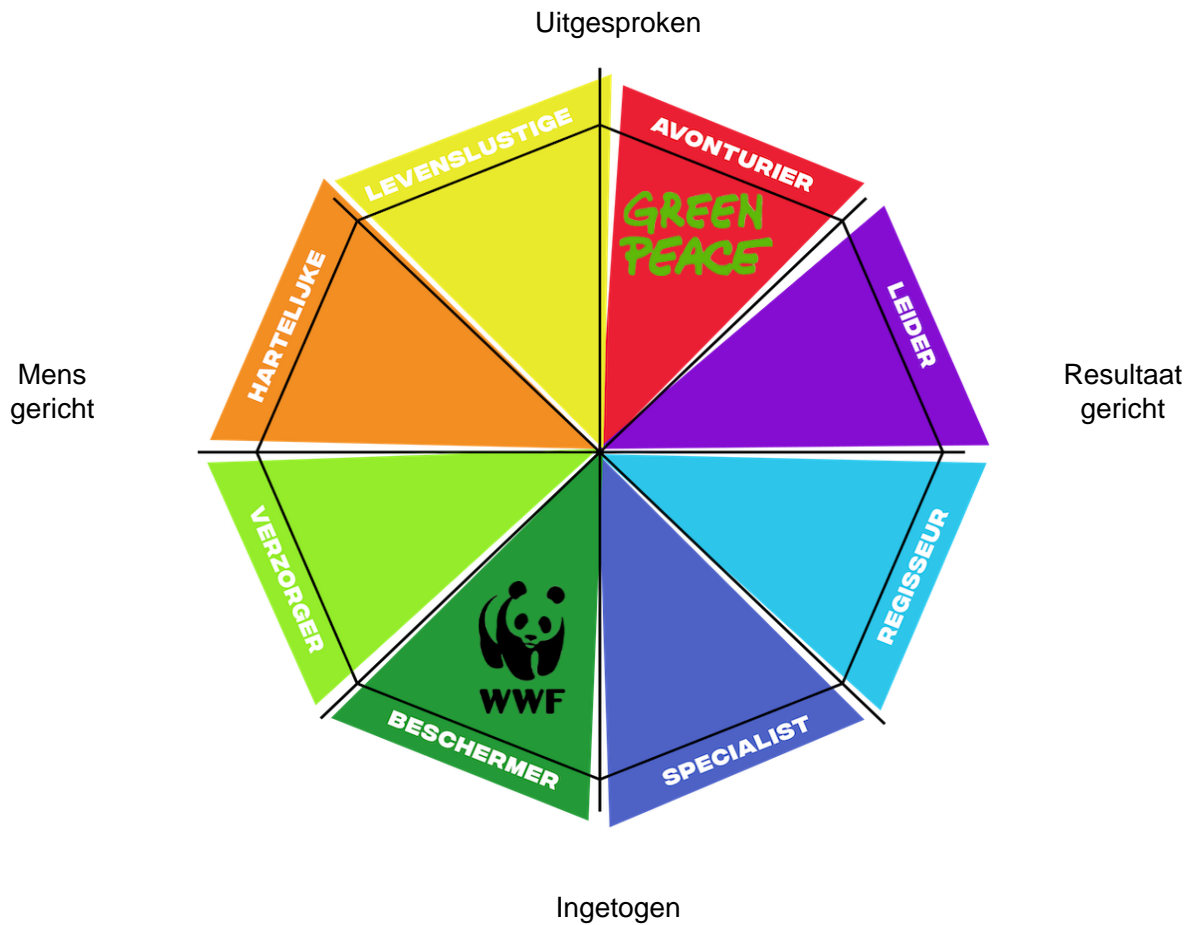 Uitgesproken
LEVENSLUSTIGE
AVONTURIER
GREEN
PEACE
HARTELIJKE
LEIDER
Mens
gericht
Resultaat
gericht
VERZORGER
REGISSEUR
WWF
BESCHERMER
SPECIALIST
Ingetogen